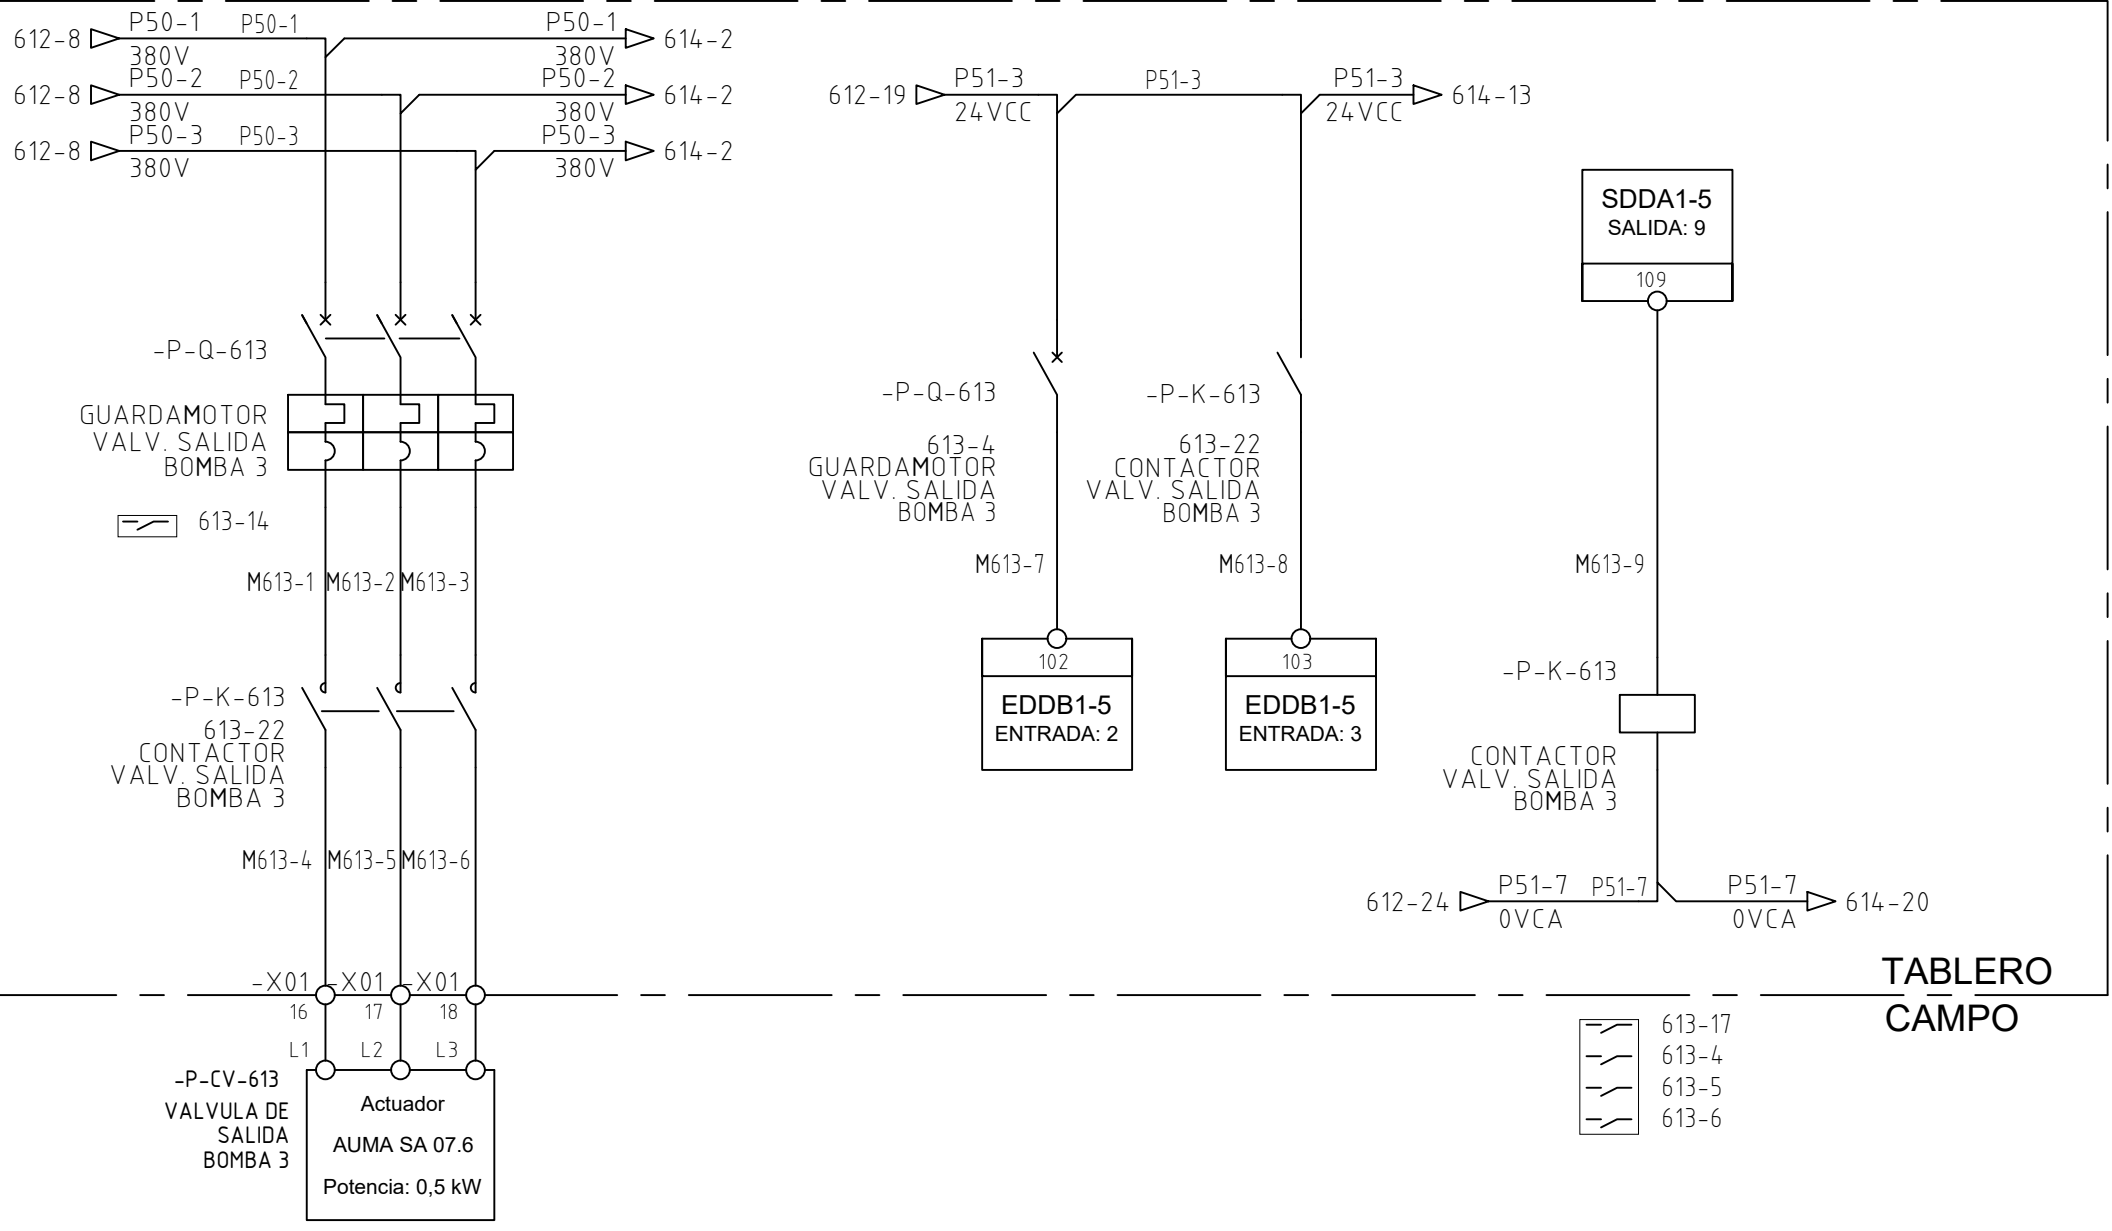 612-8 P50-1 P50-1 P50-1 614-2
380V 380V
612-8 P50-2 P50-2 P50-2 614-2
380V 380V
612-8 P50-3 P50-3 P50-3 614-2
380V 380V
-P-Q-613
GUARDAMOTOR
VALV. SALIDA
BOMBA 3
613-14
M613-1 M613-2 M613-3
-P-K-613
613-22
CONTACTOR
VALV. SALIDA
BOMBA 3
M613-4 M613-5 M613-6
-X01 -X01 -X01
16 17 18
L1 L2 L3
-P-CV-613
VALVULA DE
SALIDA
BOMBA 3
Actuador
AUMA SA 07.6
Potencia: 0,5 kW
612-19 P51-3 P51-3 P51-3 614-13
24VCC 24VCC
-P-Q-613
613-4
GUARDAMOTOR
VALV. SALIDA
BOMBA 3
M613-7
102
EDDB1-5
ENTRADA: 2
-P-K-613
613-22
CONTACTOR
VALV. SALIDA
BOMBA 3
M613-8
103
EDDB1-5
ENTRADA: 3
SDDA1-5
SALIDA: 9
109
M613-9
-P-K-613
CONTACTOR
VALV. SALIDA
BOMBA 3
612-24 P51-7 P51-7 P51-7 614-20
0VCA 0VCA
TABLERO
CAMPO
613-17
613-4
613-5
613-6